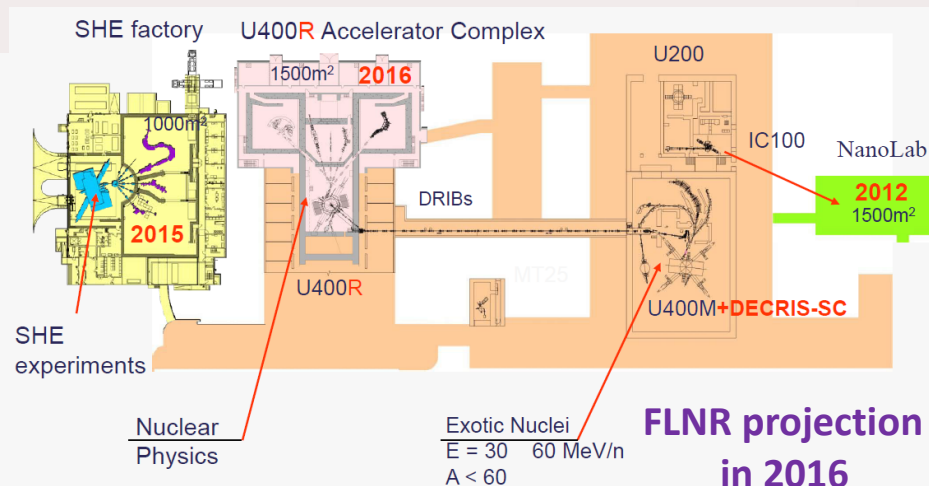 SHE factory
U400R Accelerator Complex
1500m²
2016
U200
1000m²
IC100
NanoLab
2012
1500m²
DRIBs
2015
MT25
U400R
U400M+DECRIS-SC
SHE
experiments
Nuclear
Physics
Exotic Nuclei
E = 30 60 MeV/n
A < 60
FLNR projection
in 2016